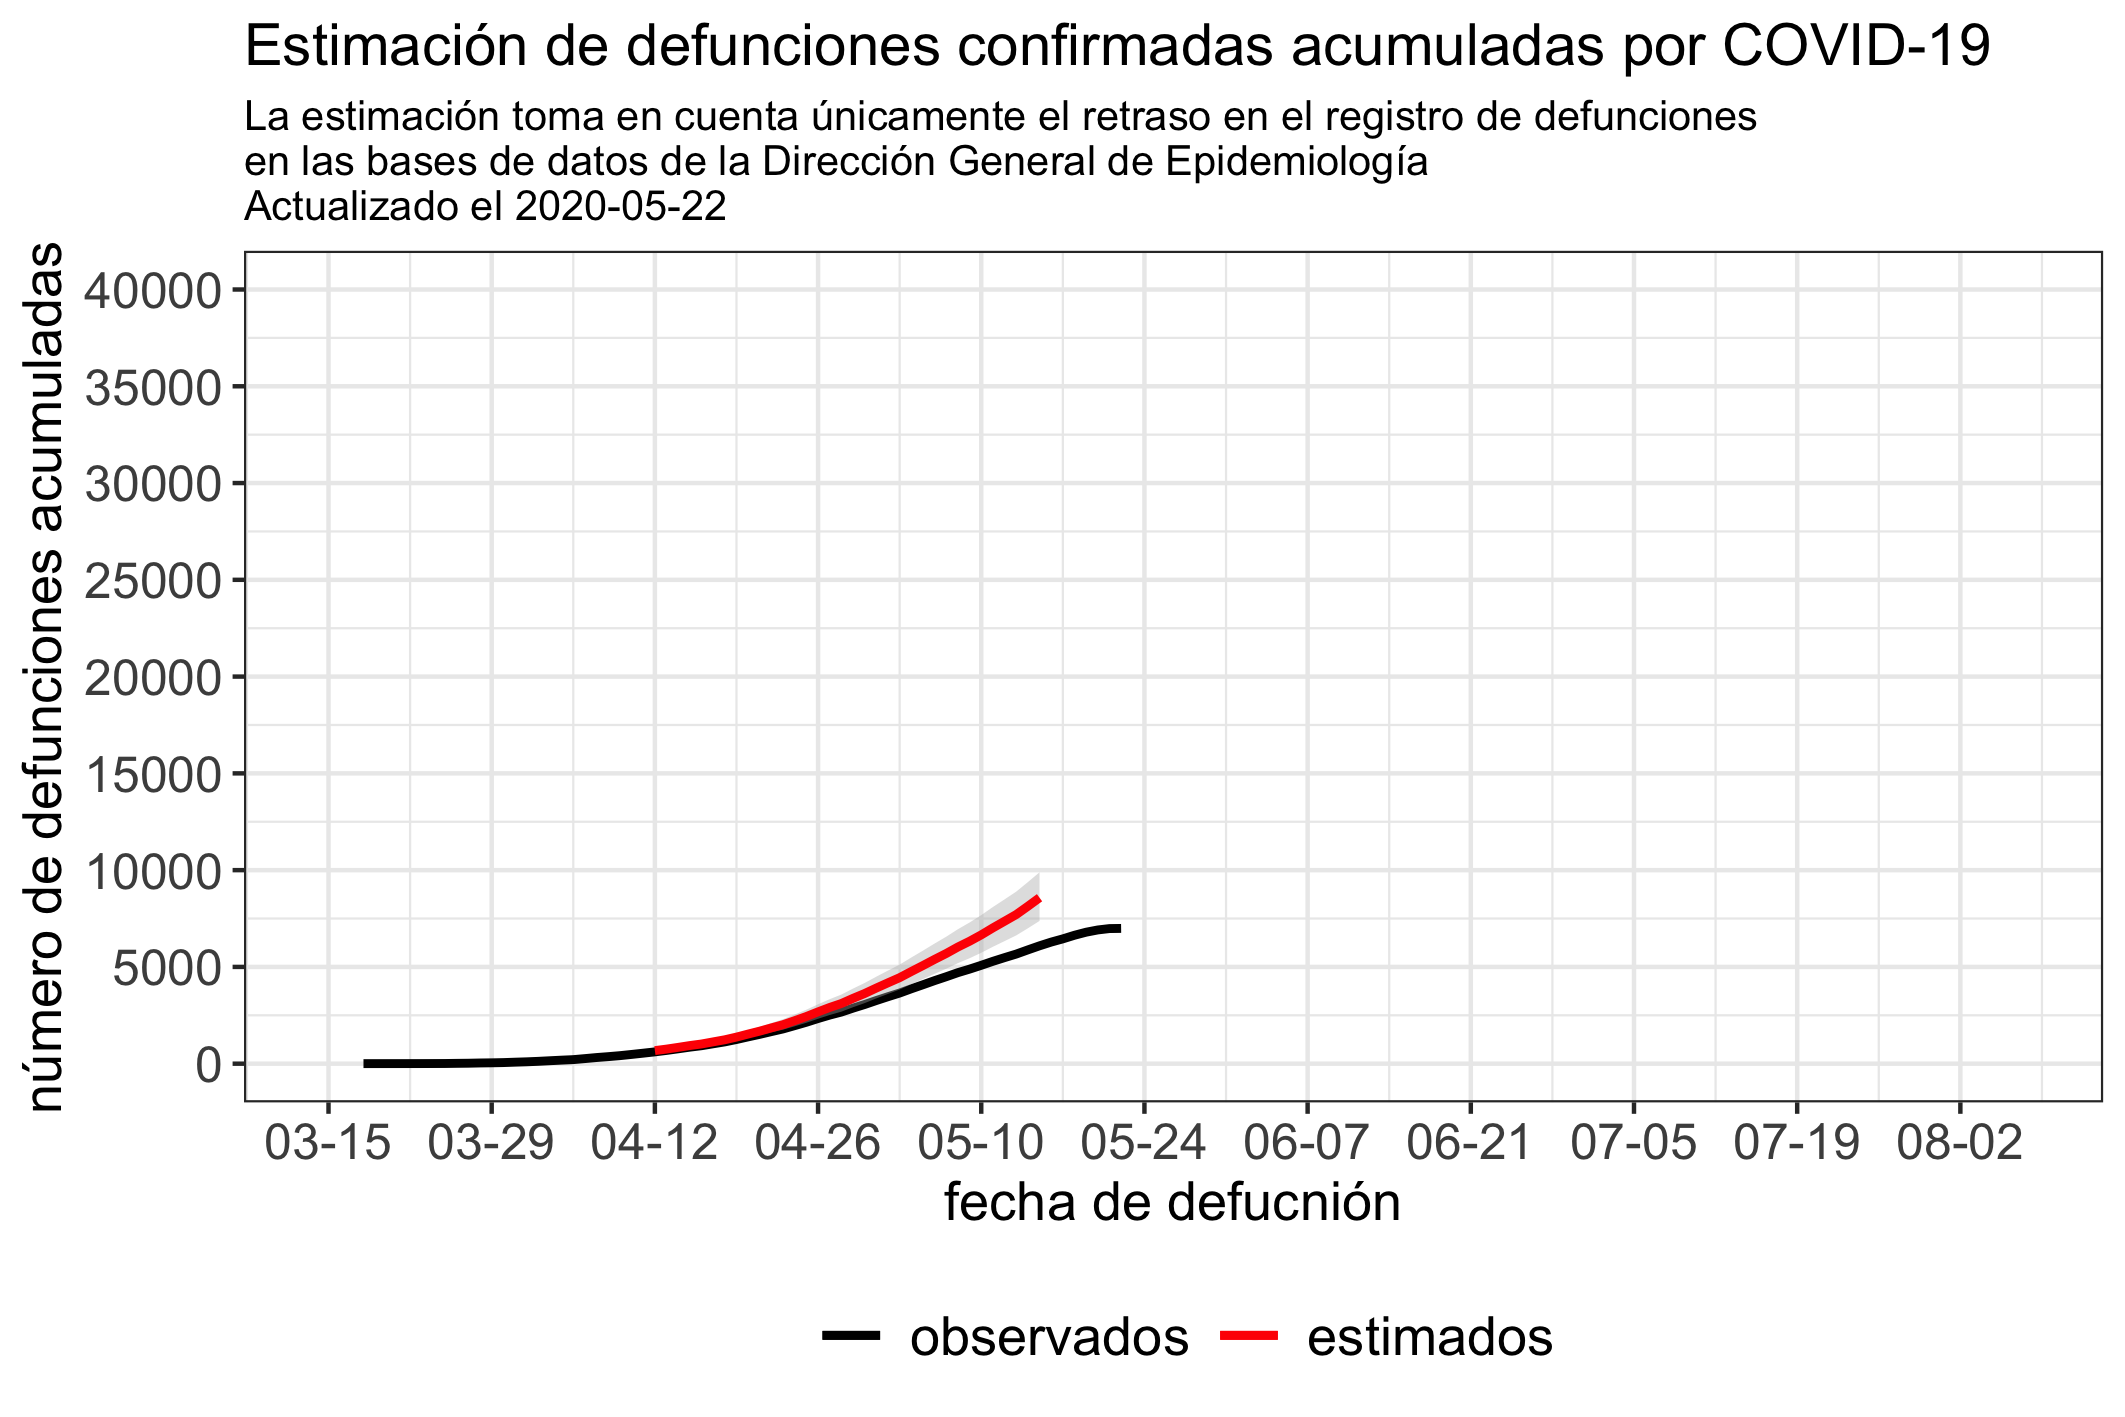 Estimación de defunciones confirmadas acumuladas por COVID-19
La estimación toma en cuenta únicamente el retraso en el registro de defunciones
en las bases de datos de la Dirección General de Epidemiología
Actualizado el 2020-05-22
número de defunciones acumuladas
40000
35000
30000
25000
20000
15000
10000
5000
0
03-15 03-29 04-12 04-26 05-10 05-24 06-07 06-21 07-05 07-19 08-02
fecha de defucnión
observados estimados